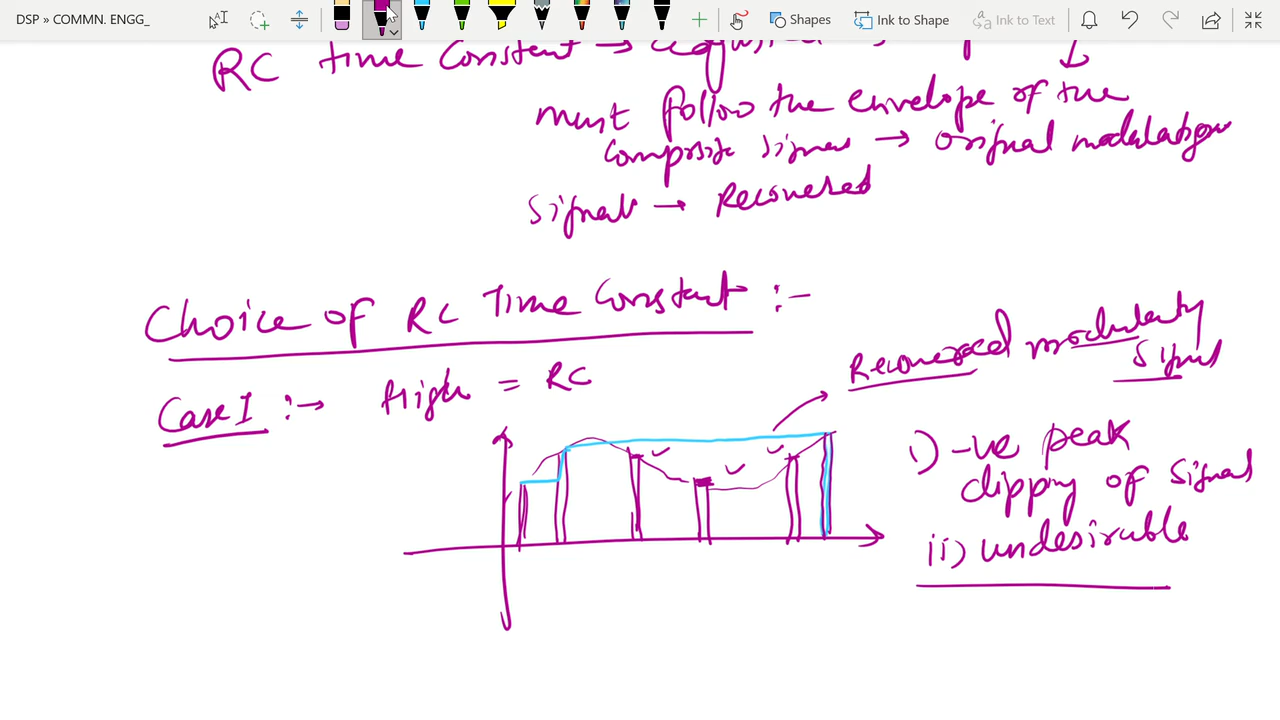 DSP » COMMN. ENGG_
Shapes
Ink to Shape
Ink to Text
RC Time Constant →
must follow the envelope of the
Composite signal → original modulation
signal → Recovered
Choice of RC Time Constant :-
Case I :→ High = RC
Recovered modulating
signal
i) -ve peak
clipping of signal
ii) undesirable